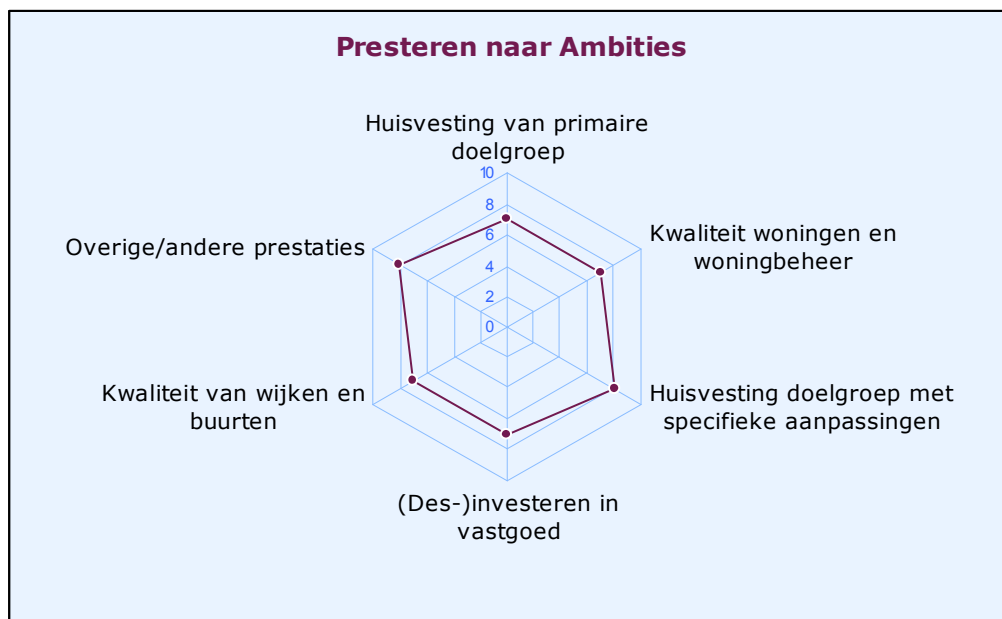 Presteren naar Ambities
Huisvesting van primaire
doelgroep
10
8
6
4
2
0
Kwaliteit woningen en
woningbeheer
Huisvesting doelgroep met
specifieke aanpassingen
(Des-)investeren in
vastgoed
Kwaliteit van wijken en
buurten
Overige/andere prestaties